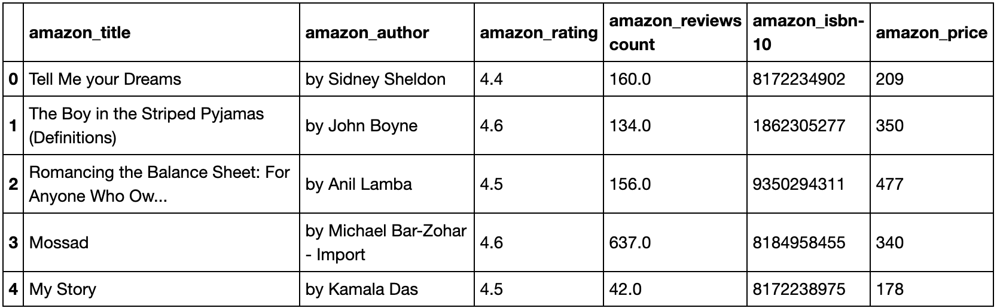 amazon_title amazon_author amazon_rating amazon_reviews count amazon_isbn-10 amazon_price
0 Tell Me your Dreams by Sidney Sheldon 4.4 160.0 8172234902 209
1 The Boy in the Striped Pyjamas (Definitions) by John Boyne 4.6 134.0 1862305277 350
2 Romancing the Balance Sheet: For Anyone Who Ow... by Anil Lamba 4.5 156.0 9350294311 477
3 Mossad by Michael Bar-Zohar - Import 4.6 637.0 8184958455 340
4 My Story by Kamala Das 4.5 42.0 8172238975 178